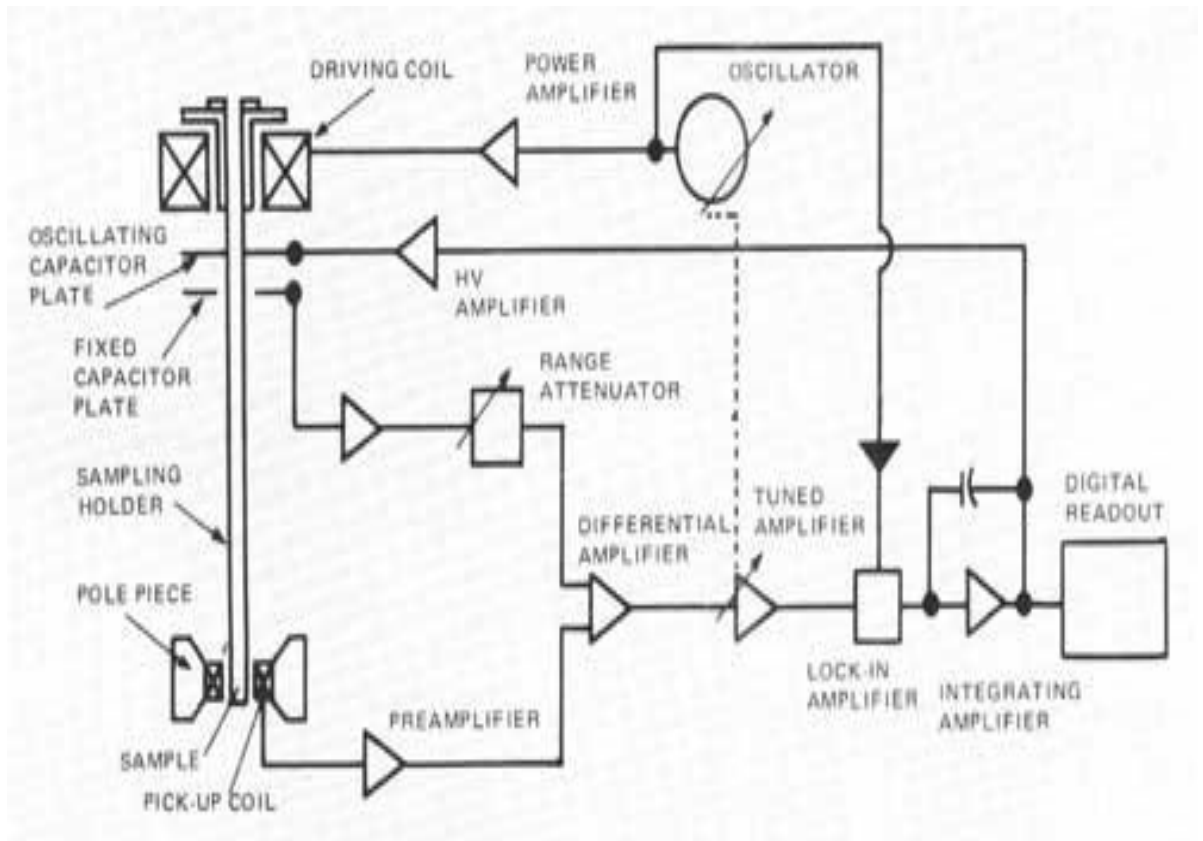 DRIVING COIL
POWER
AMPLIFIER
OSCILLATOR
OSCILLATING
CAPACITOR
PLATE
HV
AMPLIFIER
FIXED
CAPACITOR
PLATE
RANGE
ATTENUATOR
SAMPLING
HOLDER
DIFFERENTIAL
AMPLIFIER
TUNED
AMPLIFIER
DIGITAL
READOUT
POLE PIECE
LOCK-IN
AMPLIFIER
INTEGRATING
AMPLIFIER
PREAMPLIFIER
SAMPLE
PICK-UP COIL